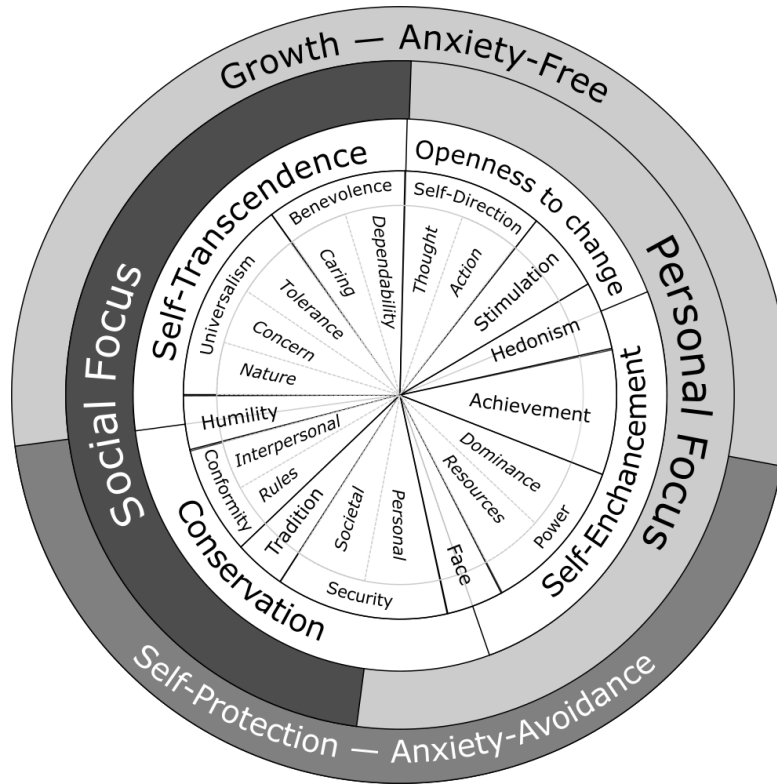 Growth — Anxiety-Free
Social Focus
Personal Focus
Self-Protection — Anxiety-Avoidance
Self-Transcendence
Openness to change
Self-Enchancement
Conservation
Benevolence
Self-Direction
Stimulation
Hedonism
Achievement
Power
Face
Security
Tradition
Conformity
Humility
Universalism
Caring
Dependability
Thought
Action
Dominance
Resources
Personal
Societal
Rules
Interpersonal
Nature
Concern
Tolerance